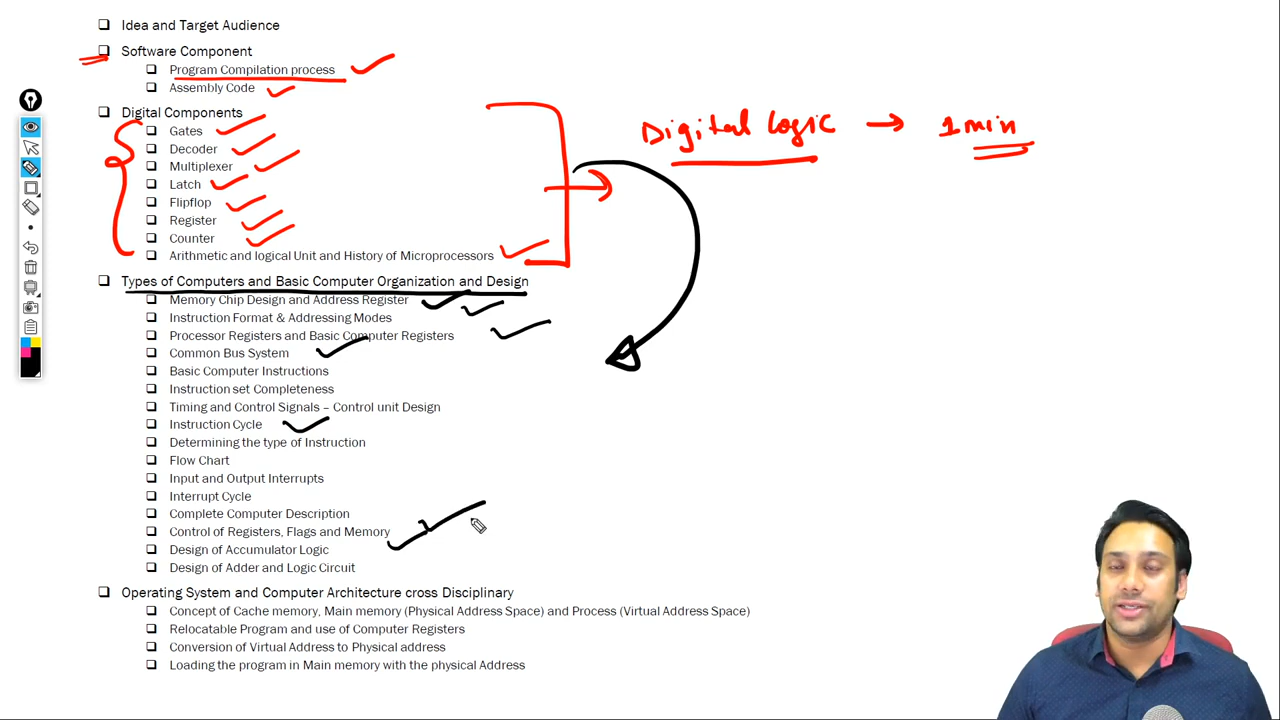 Idea and Target Audience
Software Component
Program Compilation process
Assembly Code
Digital Components
Gates
Decoder
Multiplexer
Latch
Flipflop
Register
Counter
Arithmetic and logical Unit and History of Microprocessors
Digital Logic → 1 min
Types of Computers and Basic Computer Organization and Design
Memory Chip Design and Address Register
Instruction Format & Addressing Modes
Processor Registers and Basic Computer Registers
Common Bus System
Basic Computer Instructions
Instruction set Completeness
Timing and Control Signals – Control unit Design
Instruction Cycle
Determining the type of Instruction
Flow Chart
Input and Output Interrupts
Interrupt Cycle
Complete Computer Description
Control of Registers, Flags and Memory
Design of Accumulator Logic
Design of Adder and Logic Circuit
Operating System and Computer Architecture cross Disciplinary
Concept of Cache memory, Main memory (Physical Address Space) and Process (Virtual Address Space)
Relocatable Program and use of Computer Registers
Conversion of Virtual Address to Physical address
Loading the program in Main memory with the physical Address